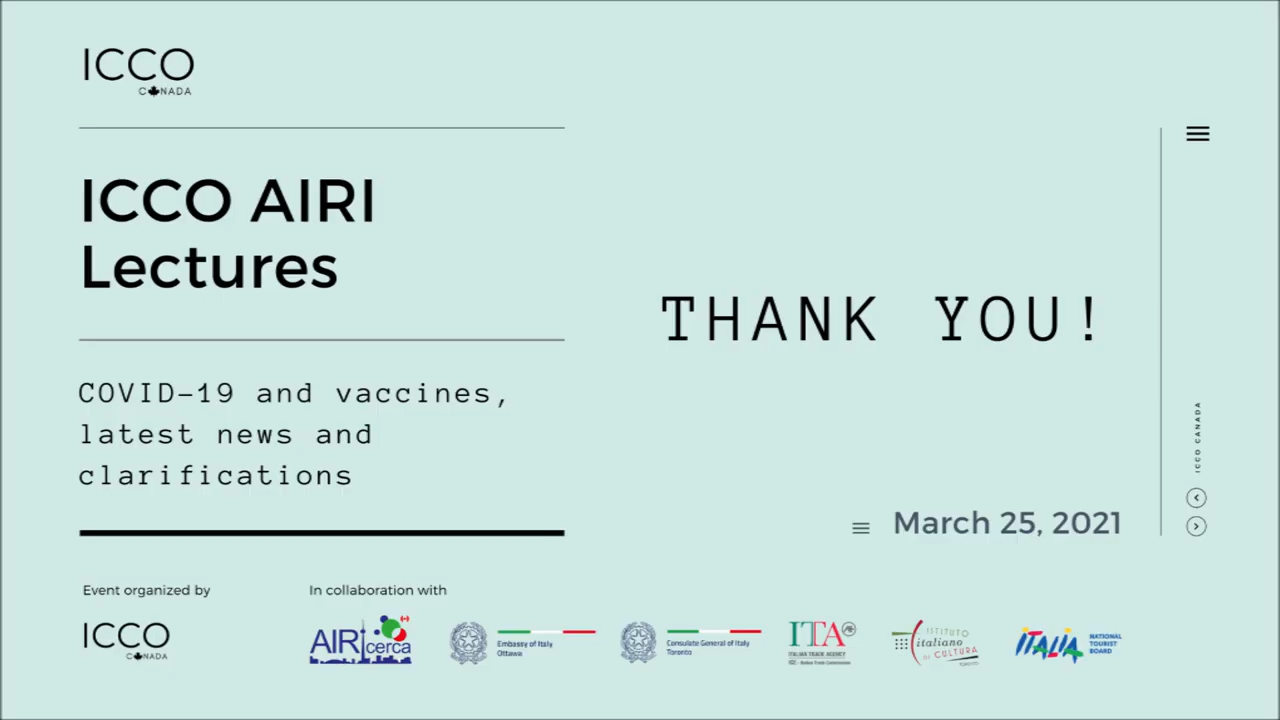 ICCO
CANADA
ICCO AIRI
Lectures
THANK YOU!
COVID-19 and vaccines,
latest news and
clarifications
ICCO CANADA
March 25, 2021
Event organized by
In collaboration with
ICCO
CANADA
AIRIcerca
Embassy of Italy
Ottawa
Consulate General of Italy
Toronto
ITA
ITALIAN TRADE AGENCY
ISTITUTO
italiano
DI CULTURA
TORONTO
ITALIA
NATIONAL
TOURIST
BOARD